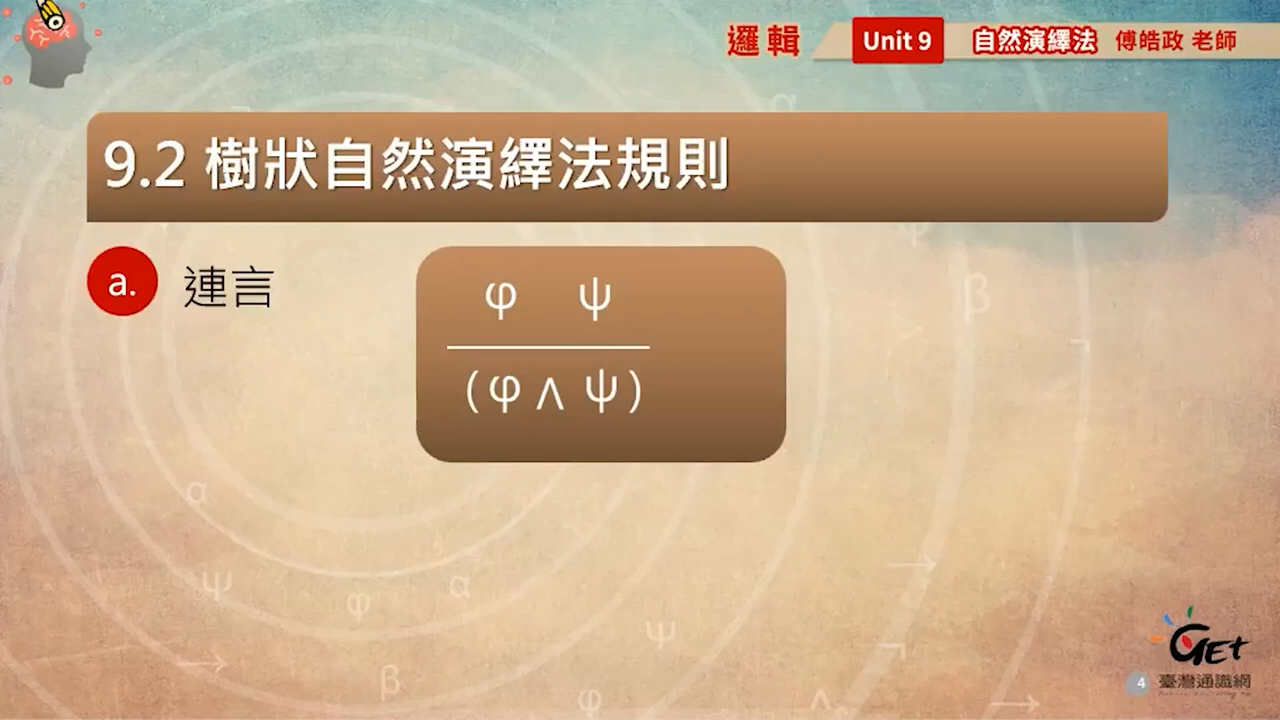 邏輯 Unit 9 自然演繹法 傅皓政 老師
9.2 樹狀自然演繹法規則
a. 連言
φ ψ
(φ ∧ ψ)
GET
4 臺灣通識網